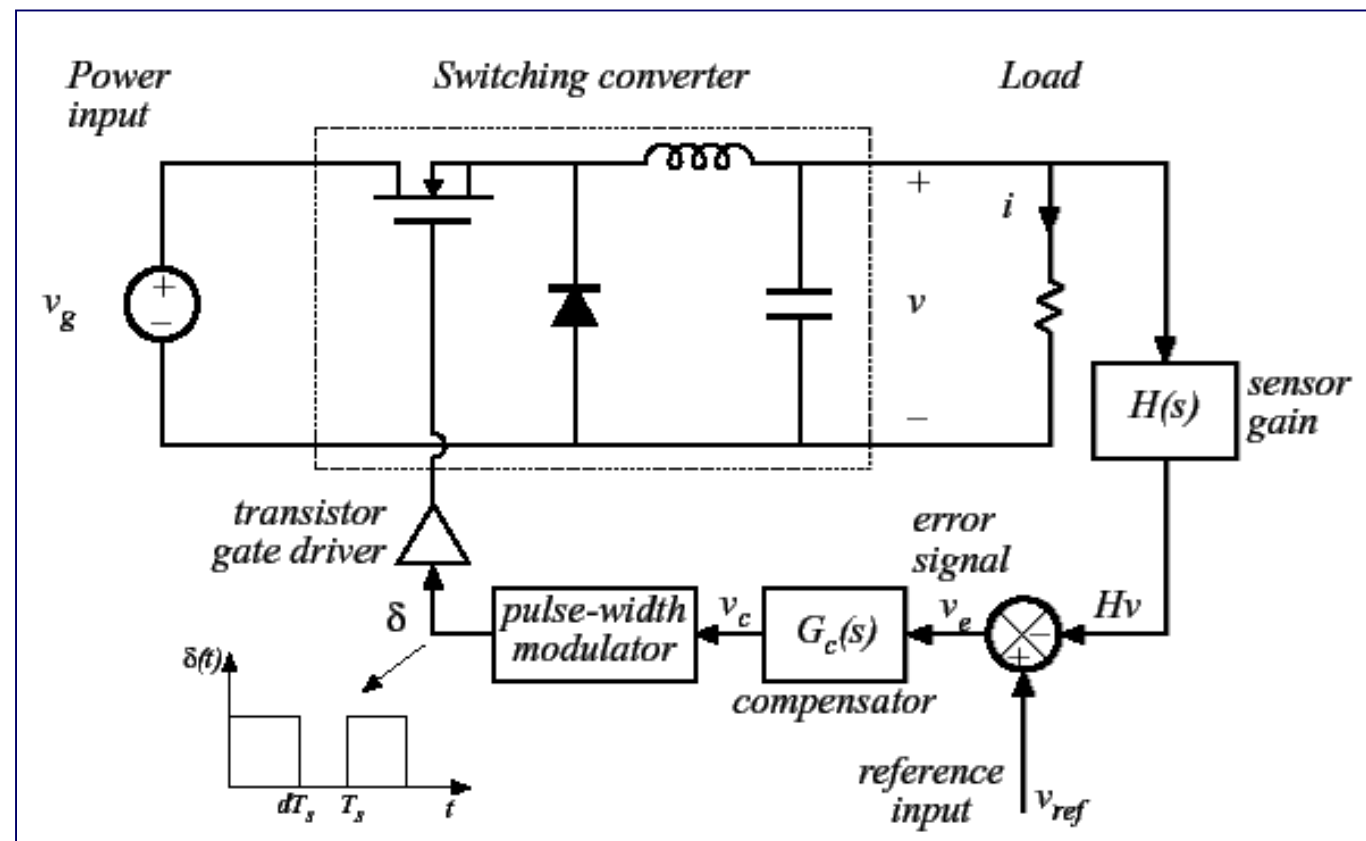 Power
input
Switching converter
Load
+
i
+
−
v_g
v
−
H(s)
sensor
gain
transistor
gate driver
error
signal
δ
pulse-width
modulator
v_c
G_c(s)
v_e
−
+
Hv
compensator
δ(t)
dT_s
T_s
t
reference
input
v_ref